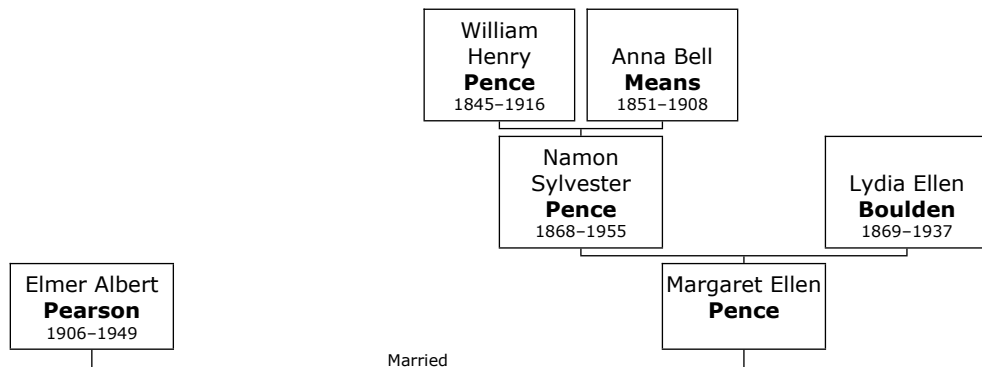 William
Henry
Pence
1845–1916
Anna Bell
Means
1851–1908
Namon
Sylvester
Pence
1868–1955
Lydia Ellen
Boulden
1869–1937
Elmer Albert
Pearson
1906–1949
Margaret Ellen
Pence
Married